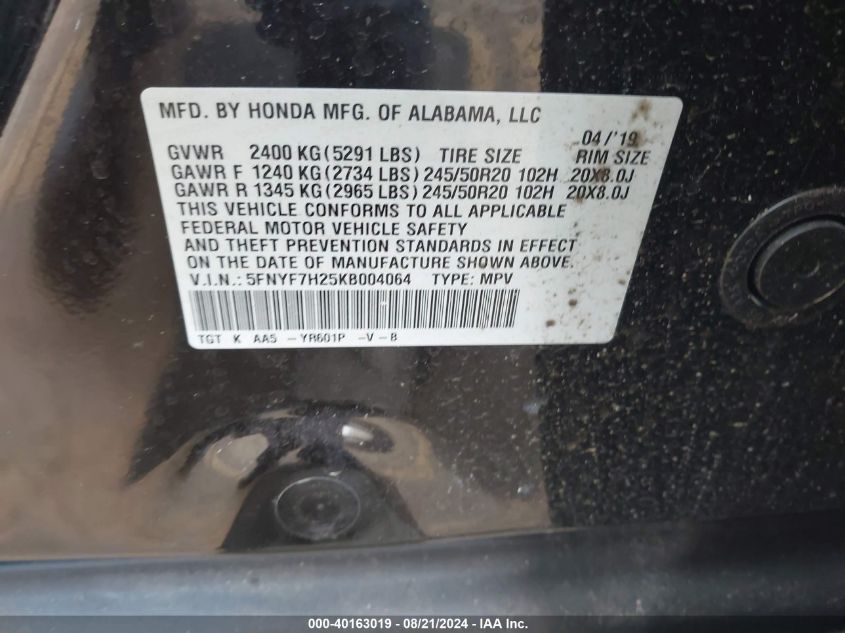 MFD. BY HONDA MFG. OF ALABAMA, LLC
04/'19
GVWR 2400 KG(5291 LBS) TIRE SIZE RIM SIZE
GAWR F 1240 KG(2734 LBS)245/50R20 102H 20X8.0J
GAWR R 1345 KG(2965 LBS)245/50R20 102H 20X8.0J
THIS VEHICLE CONFORMS TO ALL APPLICABLE
FEDERAL MOTOR VEHICLE SAFETY
AND THEFT PREVENTION STANDARDS IN EFFECT
ON THE DATE OF MANUFACTURE SHOWN ABOVE.
V.I.N.: 5FNYF7H25KB004064 TYPE: MPV
TGT K AA5 -YR601P -V-B
000-40163019 - 08/21/2024 - IAAI.com.